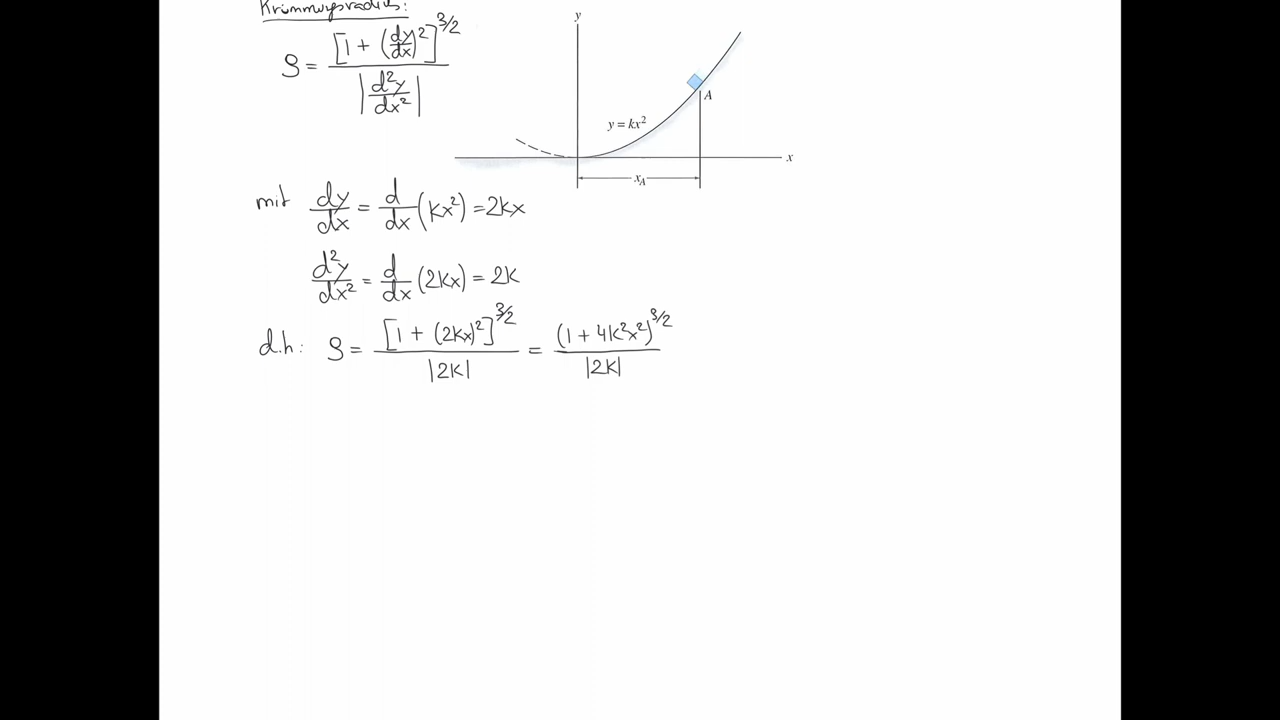 Krümmungsradius:
ρ = [1 + (dy/dx)²]^3/2 / |d²y/dx²|
y
A
y = kx²
x
x_A
mit dy/dx = d/dx (kx²) = 2kx
d²y/dx² = d/dx (2kx) = 2k
d.h: ρ = [1 + (2kx)²]^3/2 / |2k| = (1 + 4k²x²)^3/2 / |2k|